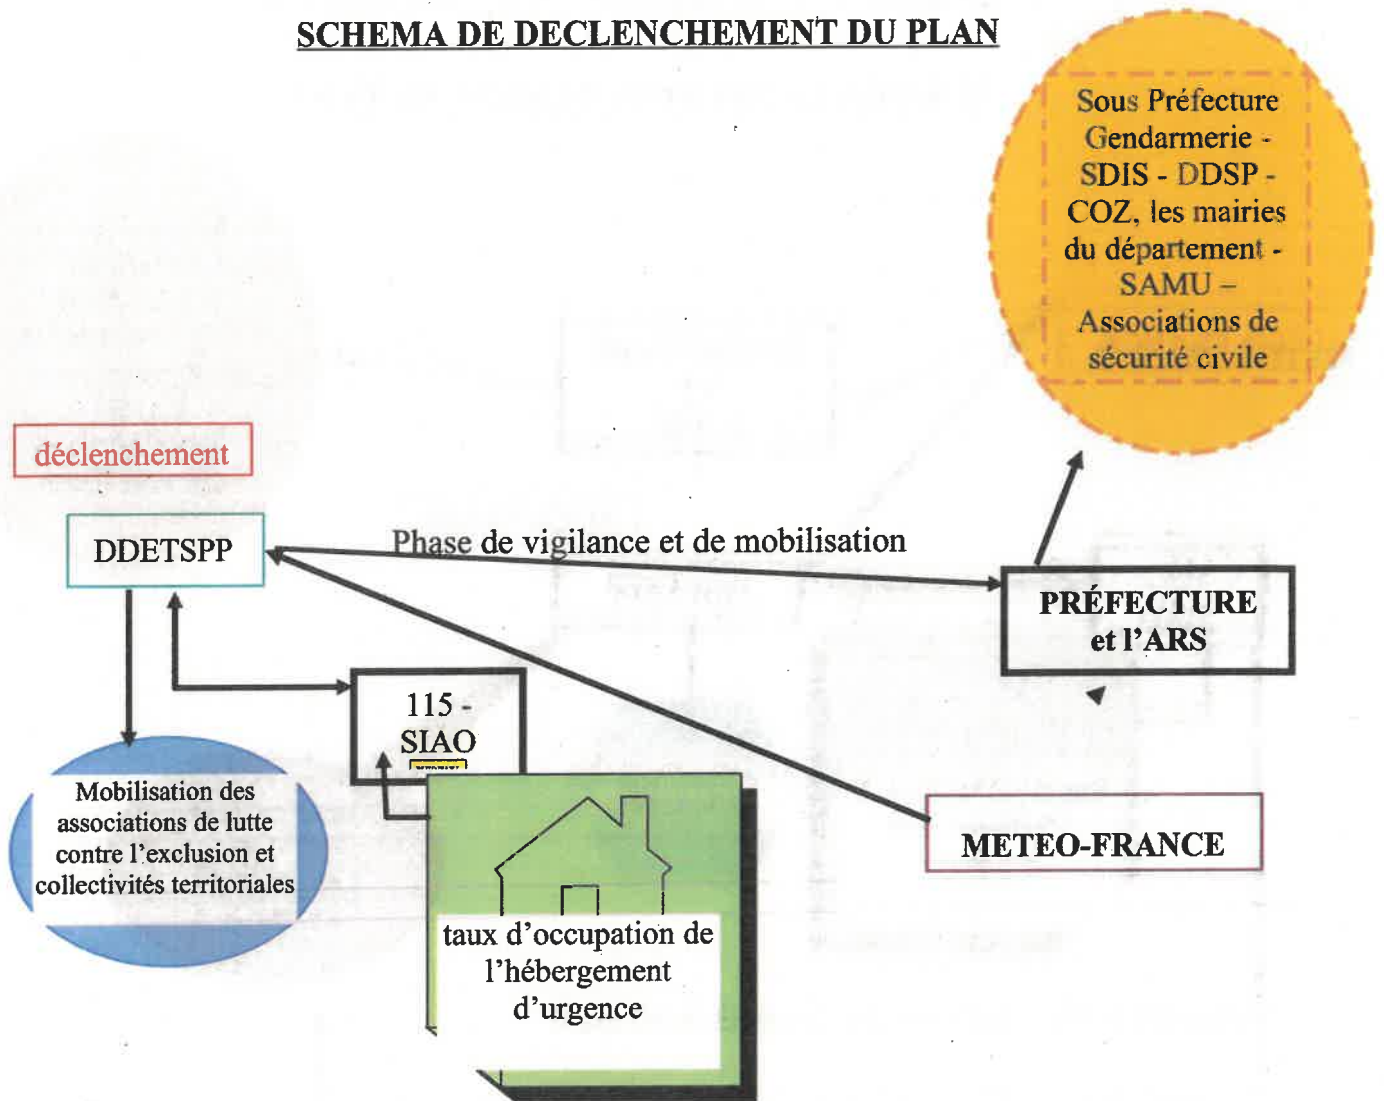 SCHEMA DE DECLENCHEMENT DU PLAN
Sous Préfecture
Gendarmerie -
SDIS - DDSP -
COZ, les mairies
du département -
SAMU –
Associations de
sécurité civile
déclenchement
DDETSPP
Phase de vigilance et de mobilisation
PRÉFECTURE
et l'ARS
115 -
SIAO
Mobilisation des
associations de lutte
contre l'exclusion et
collectivités territoriales
METEO-FRANCE
taux d'occupation de
l'hébergement
d'urgence